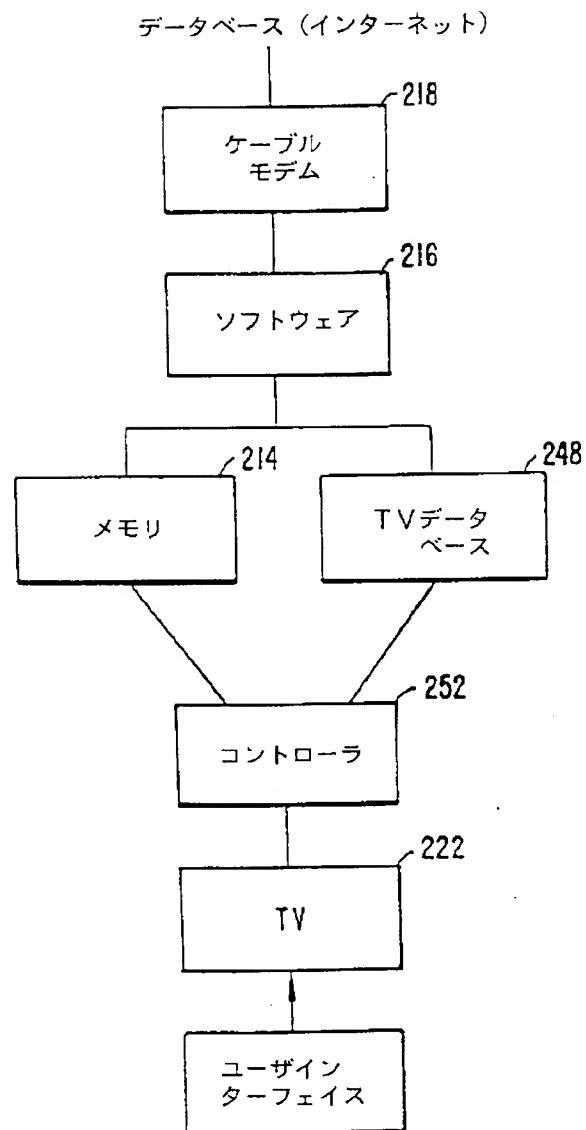 データベース（インターネット）
218
ケーブル
モデム
216
ソフトウェア
214
メモリ
248
TVデータ
ベース
252
コントローラ
222
TV
ユーザイン
ターフェイス